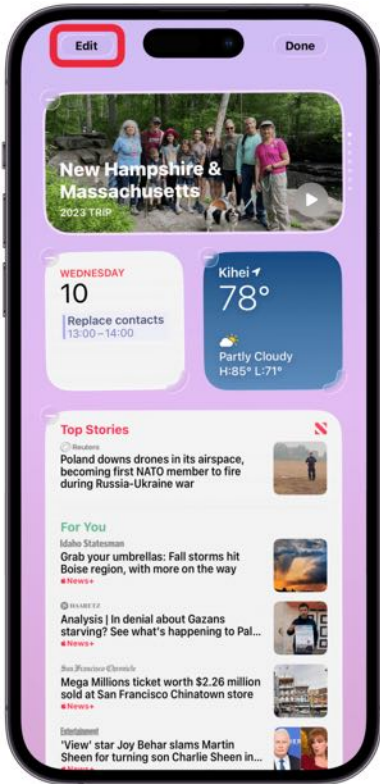 Edit
Done
New Hampshire &
Massachusetts
2023 TRIP
WEDNESDAY
10
Replace contacts
13:00–14:00
Kihei
78°
Partly Cloudy
H:85° L:71°
Top Stories
Reuters
Poland downs drones in its airspace,
becoming first NATO member to fire
during Russia-Ukraine war
For You
Idaho Statesman
Grab your umbrellas: Fall storms hit
Boise region, with more on the way
News+
HAARETZ
Analysis | In denial about Gazans
starving? See what's happening to Pal...
News+
San Francisco Chronicle
Mega Millions ticket worth $2.26 million
sold at San Francisco Chinatown store
News+
Entertainment
'View' star Joy Behar slams Martin
Sheen for turning son Charlie Sheen in...
News+